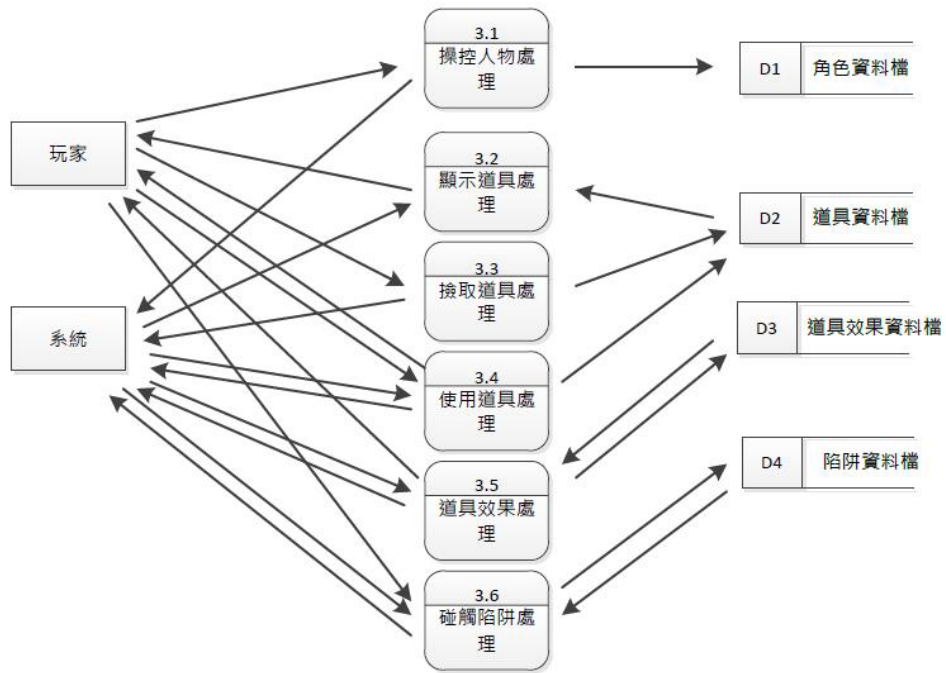 3.1
操控人物處
理
D1 角色資料檔
玩家
3.2
顯示道具處
理
D2 道具資料檔
3.3
撿取道具處
理
系統
D3 道具效果資料檔
3.4
使用道具處
理
D4 陷阱資料檔
3.5
道具效果處
理
3.6
碰觸陷阱處
理